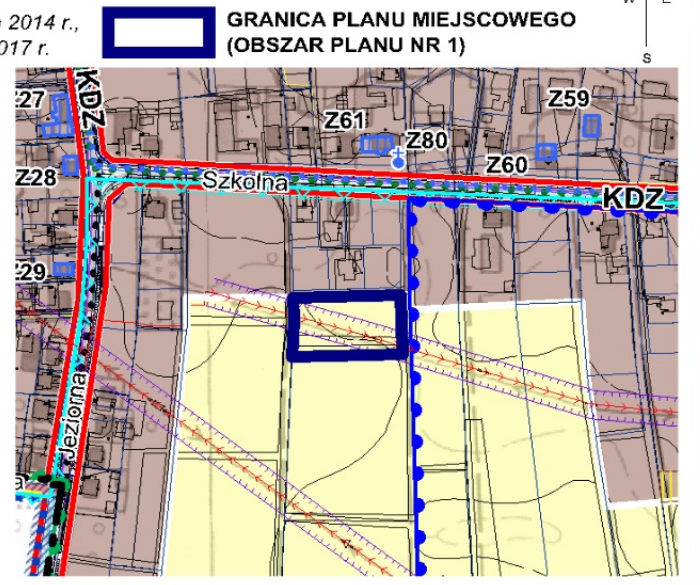 2014 r.,
017 r.
GRANICA PLANU MIEJSCOWEGO
(OBSZAR PLANU NR 1)
S
KDZ
Z27
Z61
Z59
Z80
Z60
Z28
Szkolna
KDZ
Z29
Jeziorna